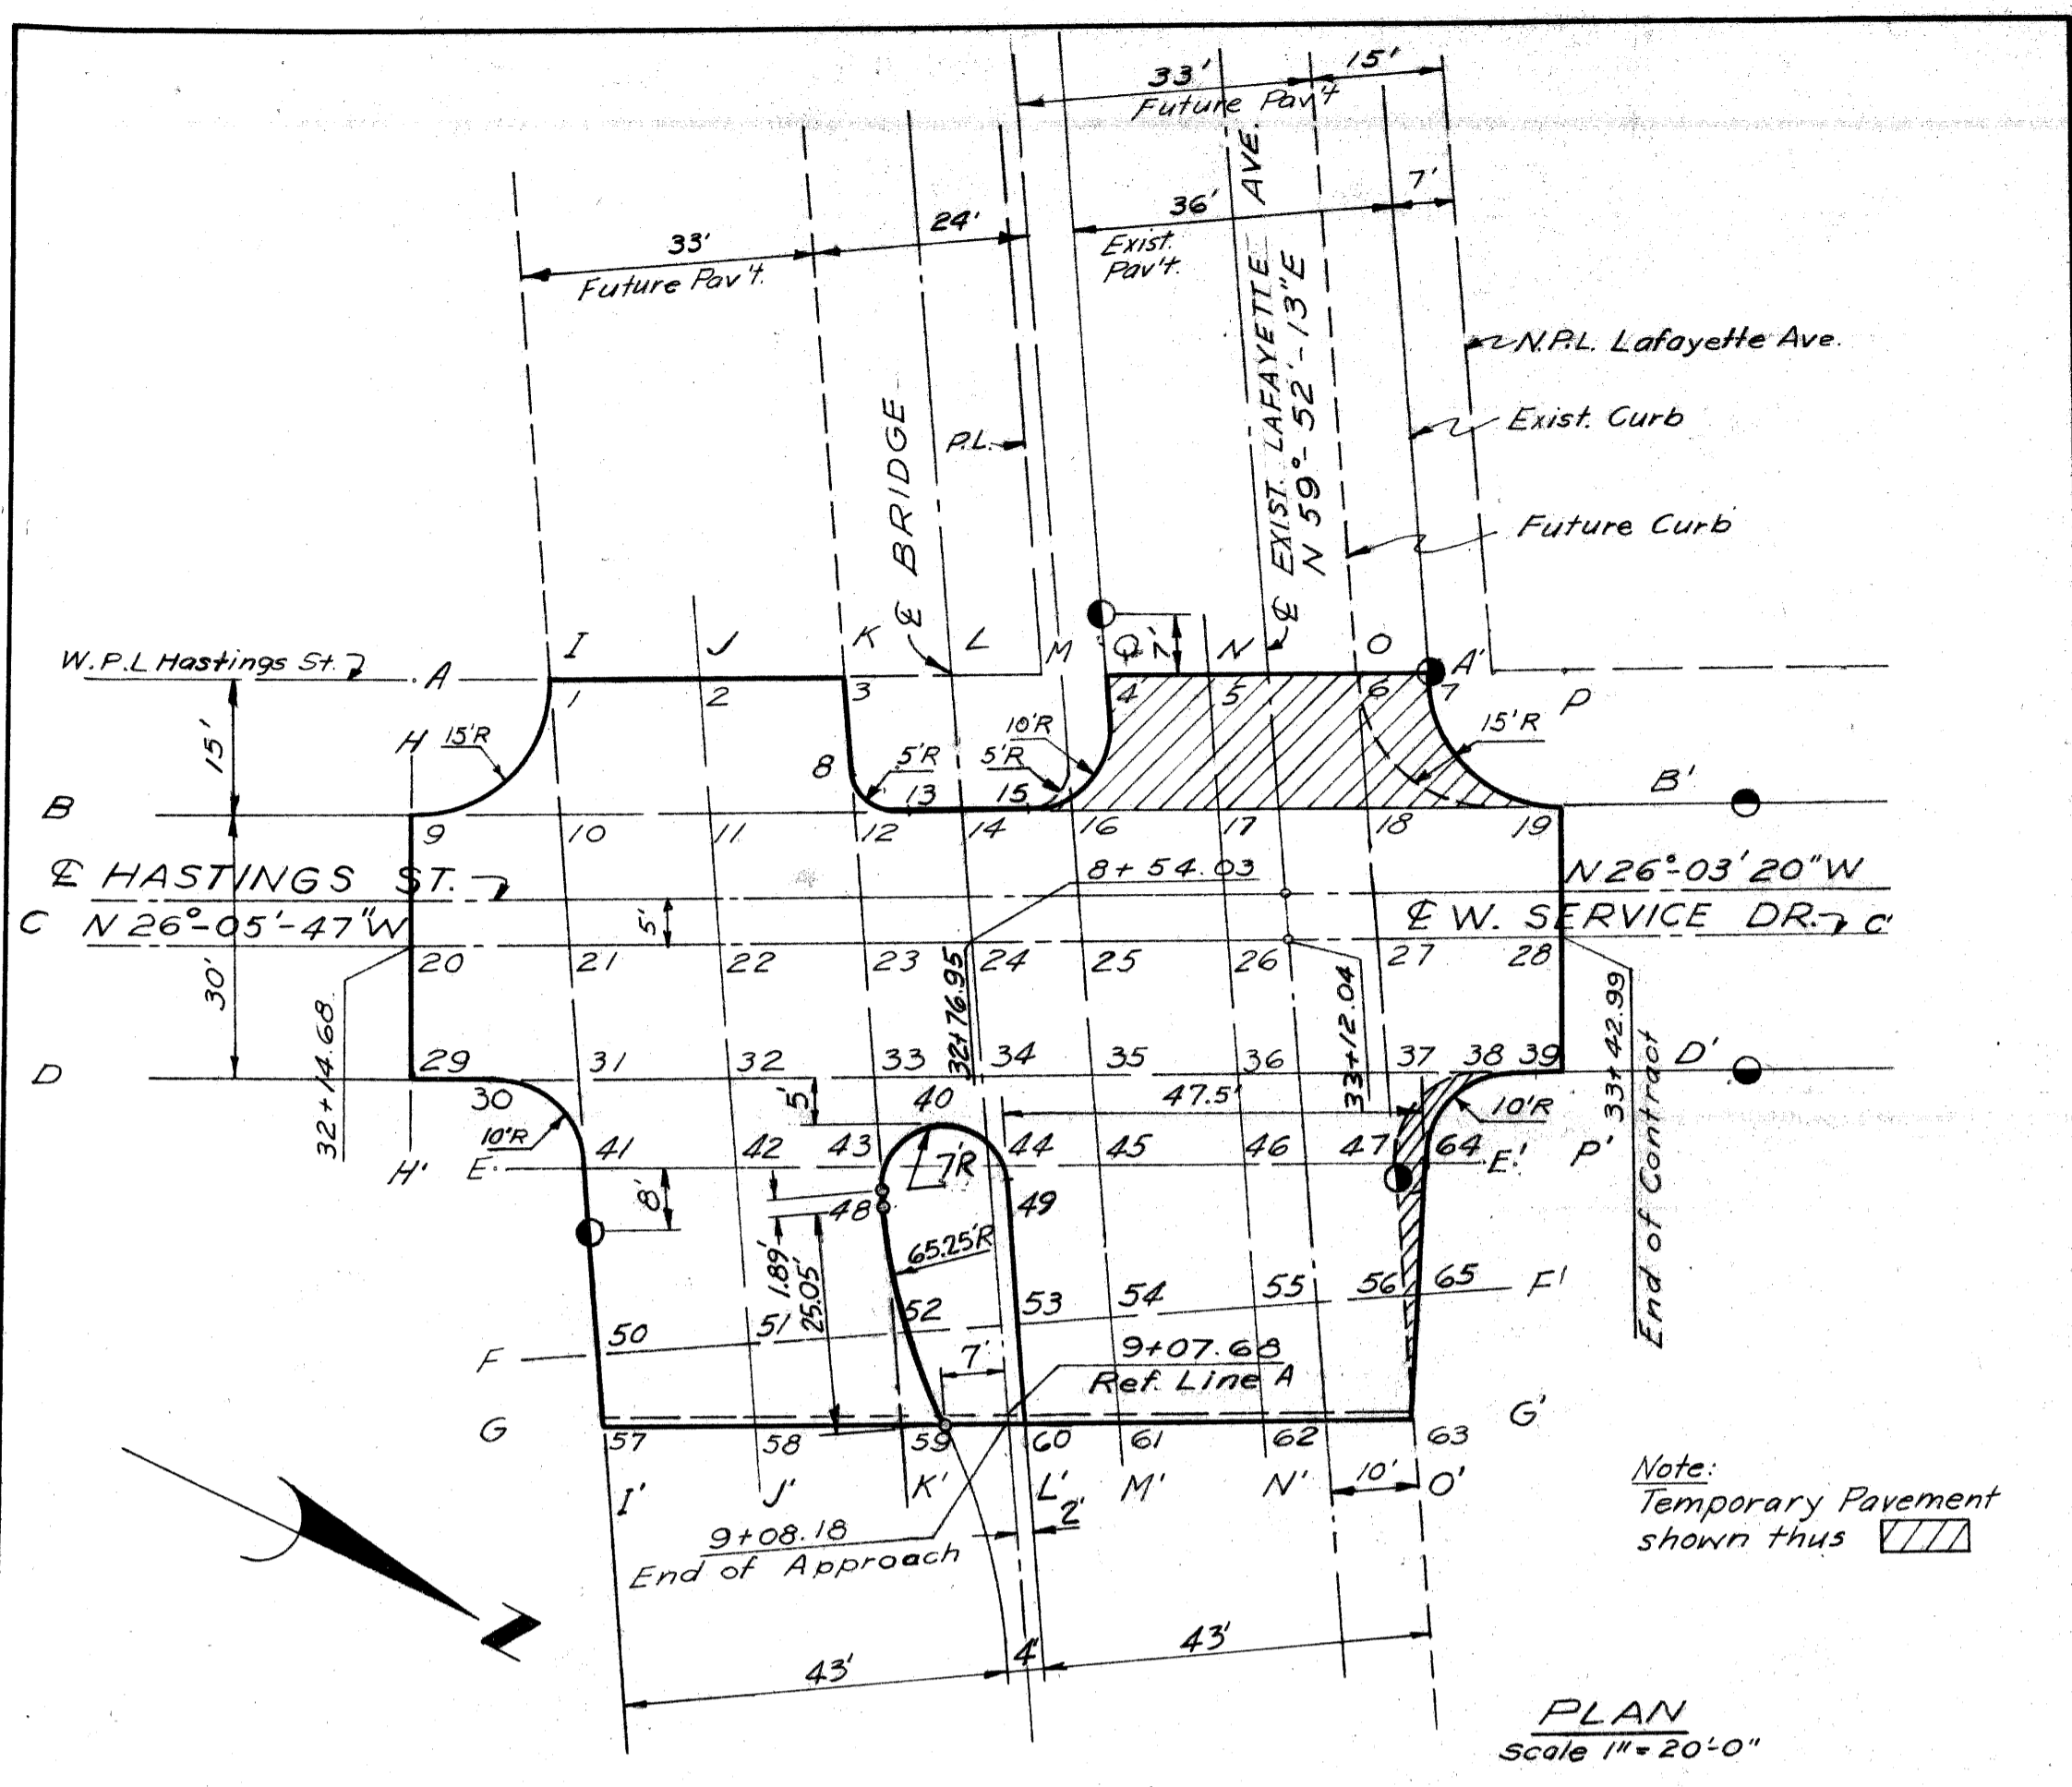 33'
Future Pav't
15'
36'
Exist.
Pav't.
7'
24'
33'
Future Pav't.
℄ BRIDGE
P.L.
℄ EXIST. LAFAYETTE AVE.
N 59°-52'-13"E
N.P.L. Lafayette Ave.
Exist. Curb
Future Curb
W.P.L Hastings St.
A I J K L M Q N O A' P
7'
1 2 3 4 5 6 7
15'
H 15'R
8 5'R 5'R 10'R
15'R
B
B'
9 10 11 12 13 14 15 16 17 18 19
8+54.03
℄ HASTINGS ST.
N 26°-05'-47"W
N 26°-03'20"W
℄ W. SERVICE DR.
C
C'
5'
30'
20 21 22 23 24 25 26 27 28
32+14.68
32+76.95
33+12.04
33+42.99
End of Contract
D
D'
29 30 31 32 33 34 35 36 37 38 39
5'
40
47.5'
10'R
10'R
H' E 41 42 43 44 45 46 47 64 E' P'
7'R
8'
48 49
1.89'
25.05'
65.25'R
F 50 51 52 53 54 55 56 65 F'
7'
9+07.68
Ref. Line A
G
G'
57 58 59 60 61 62 63
I' J' K' L' M' N' O'
10'
2'
9+08.18
End of Approach
43'
4'
43'
N
Note:
Temporary Pavement
shown thus
PLAN
Scale 1" = 20'-0"